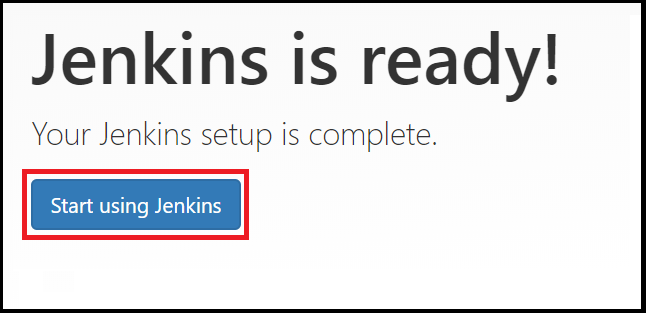 Jenkins is ready!
Your Jenkins setup is complete.
Start using Jenkins